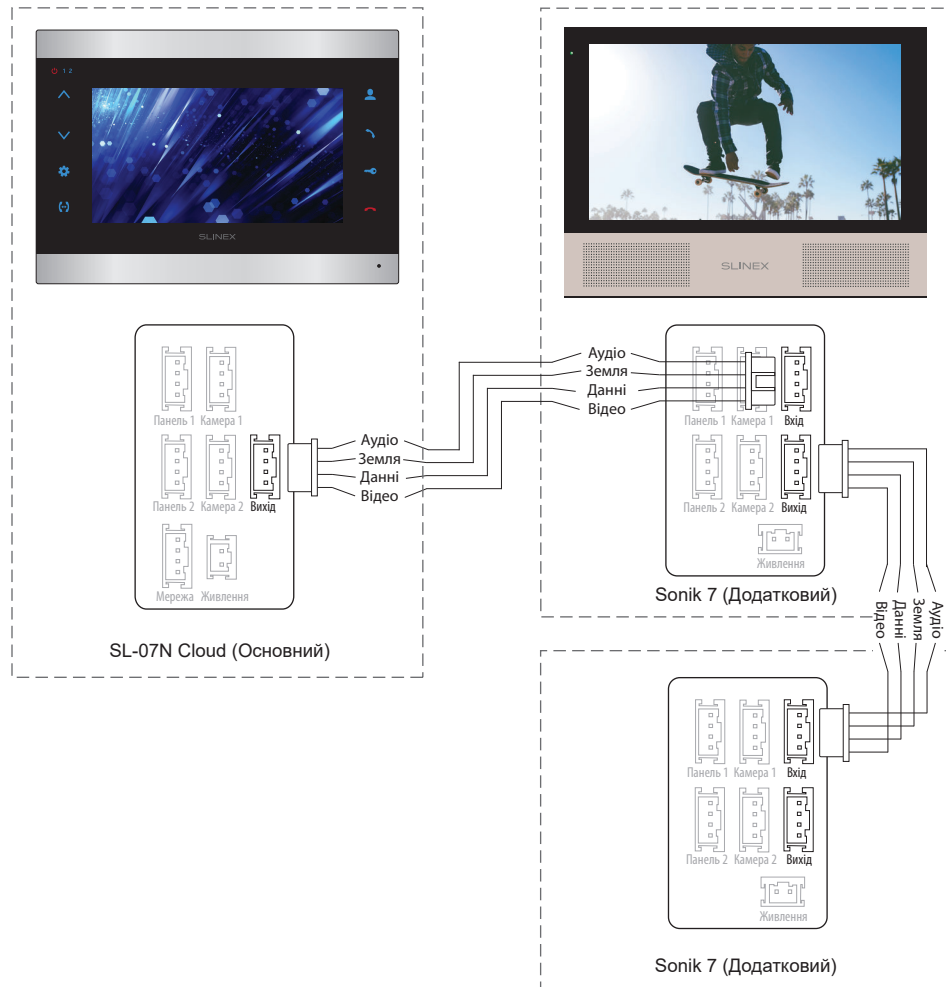 1 2
SLINEX
SLINEX
Панель 1 Камера 1
Панель 2 Камера 2 Вихід
Мережа Живлення
Аудіо
Земля
Данні
Відео
SL-07N Cloud (Основний)
Аудіо
Земля
Данні
Відео
Панель 1 Камера 1 Вхід
Панель 2 Камера 2 Вихід
Живлення
Sonik 7 (Додатковий)
Відео
Данні
Земля
Аудіо
Панель 1 Камера 1 Вхід
Панель 2 Камера 2 Вихід
Живлення
Sonik 7 (Додатковий)